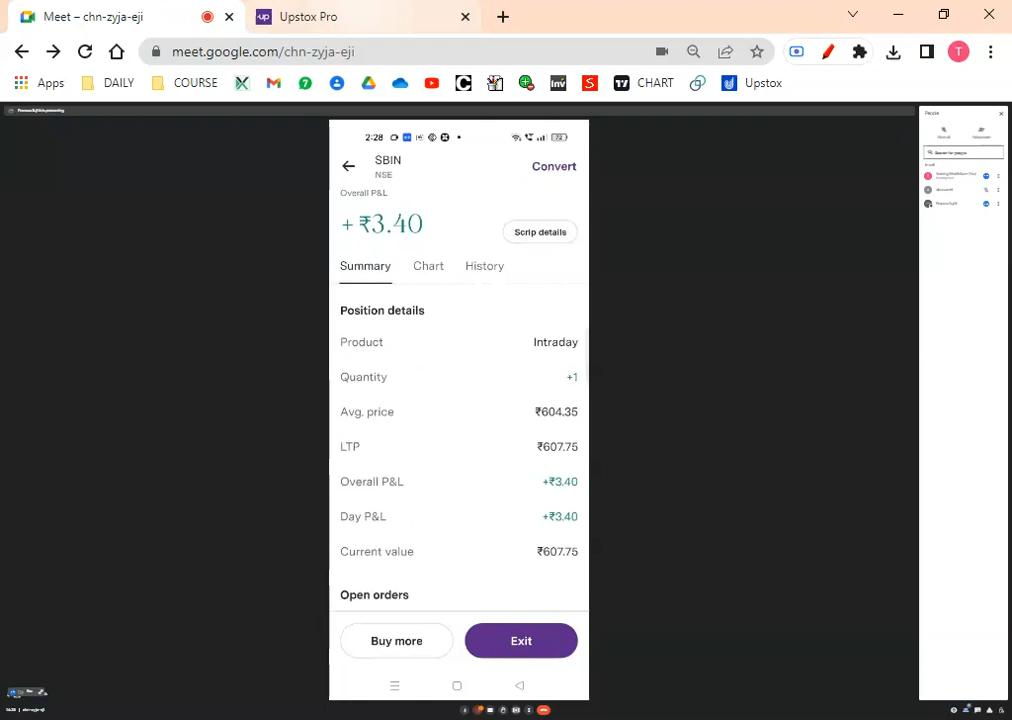 Meet – chn-zyja-eji
Upstox Pro
meet.google.com/chn-zyja-eji
T
Apps
DAILY
COURSE
CHART
Upstox
People
2:28
SBIN
Convert
NSE
Overall P&L
+ ₹3.40
Scrip details
Summary Chart History
Position details
Product Intraday
Quantity +1
Avg. price ₹604.35
LTP ₹607.75
Overall P&L +₹3.40
Day P&L +₹3.40
Current value ₹607.75
Open orders
Buy more Exit